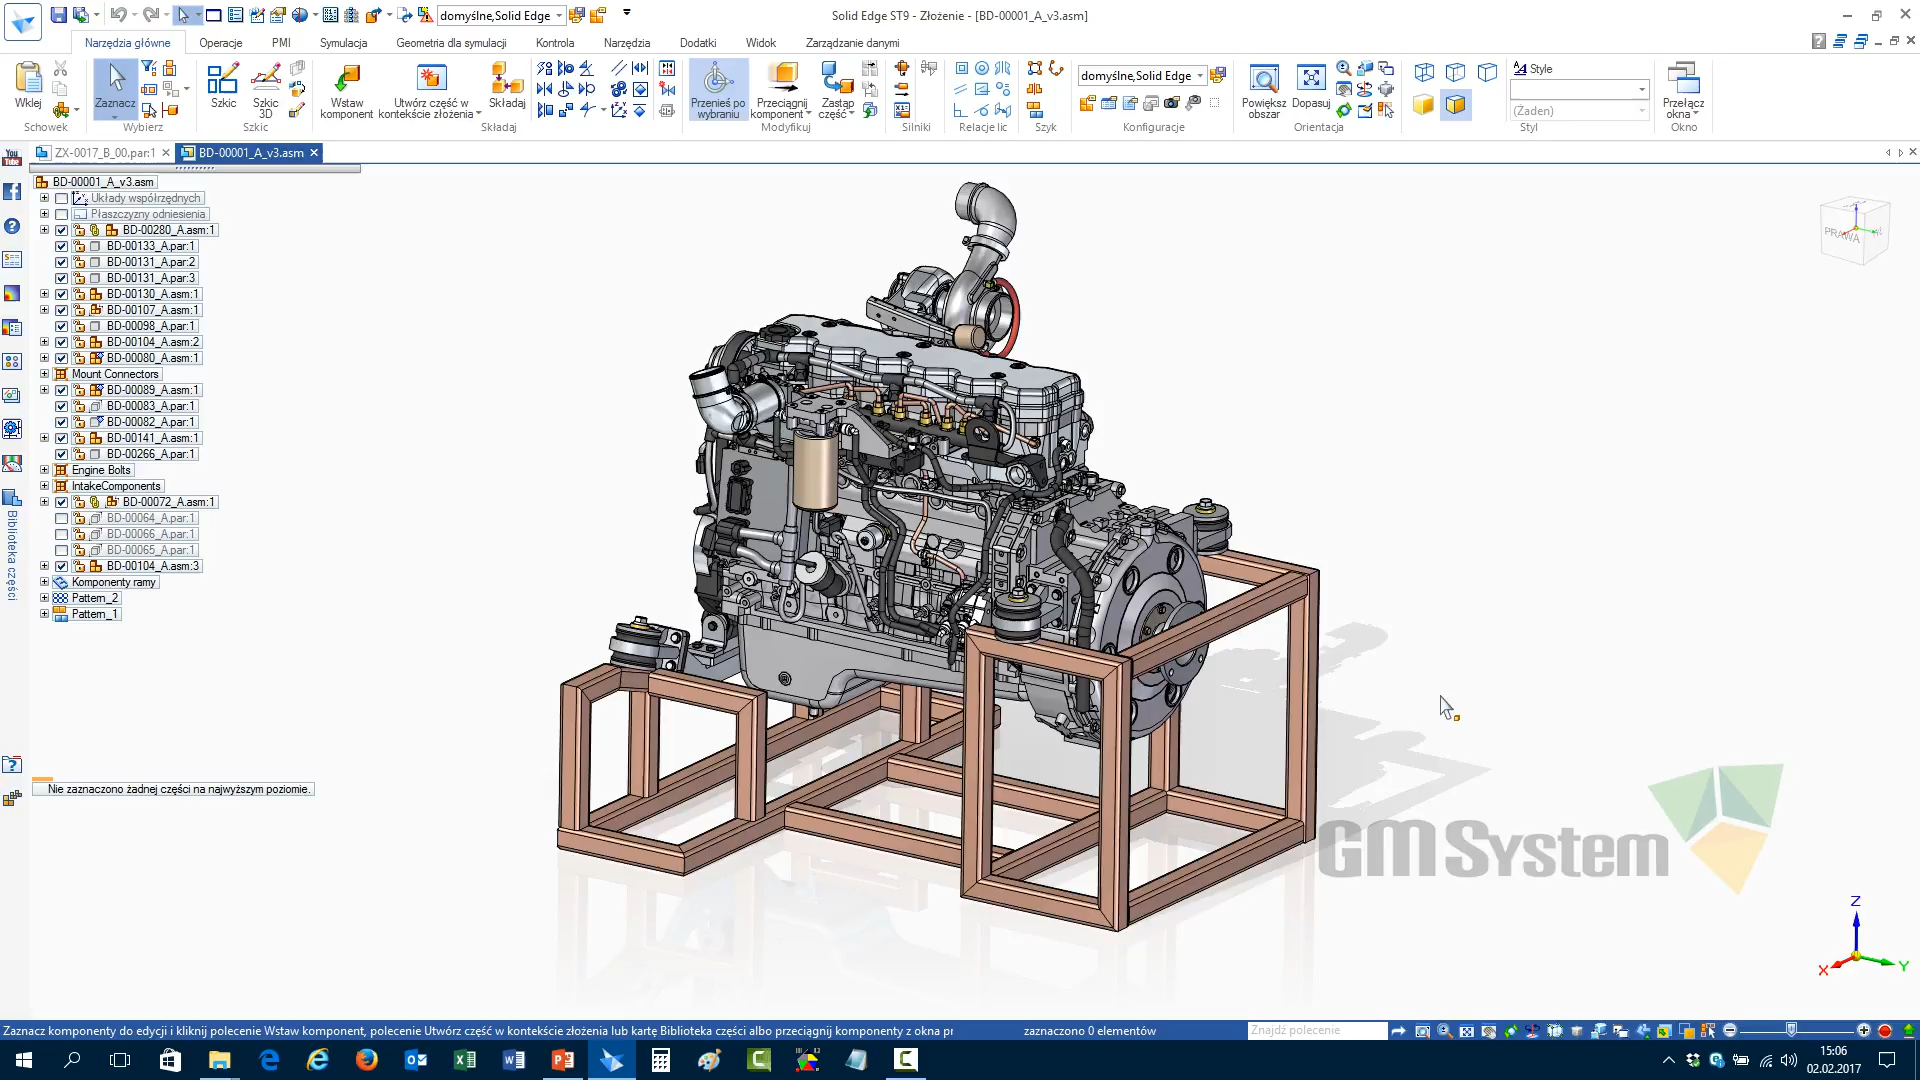 domyślne,Solid Edge
Solid Edge ST9 - Złożenie - [BD-00001_A_v3.asm]
Narzędzia główne
Operacje
PMI
Symulacja
Geometria dla symulacji
Kontrola
Narzędzia
Dodatki
Widok
Zarządzanie danymi
Wklej
Schowek
Zaznacz
Wybierz
Szkic
Szkic 3D
Szkic
Wstaw komponent
Utwórz część w kontekście złożenia
Składaj
Składaj
Przenieś po wybraniu
Przeciągnij komponent
Zastąp część
Modyfikuj
Silniki
Relacje lic
Szyk
domyślne,Solid Edge
Konfiguracje
Powiększ obszar
Dopasuj
Orientacja
Style
(Żaden)
Styl
Przełącz okna
Okno
ZX-0017_B_00.par:1
BD-00001_A_v3.asm
BD-00001_A_v3.asm
Układy współrzędnych
Płaszczyzny odniesienia
BD-00280_A.asm:1
BD-00133_A.par:1
BD-00131_A.par:2
BD-00131_A.par:3
BD-00130_A.asm:1
BD-00107_A.asm:1
BD-00098_A.par:1
BD-00104_A.asm:2
BD-00080_A.asm:1
Mount Connectors
BD-00089_A.asm:1
BD-00083_A.par:1
BD-00082_A.par:1
BD-00141_A.asm:1
BD-00266_A.par:1
Engine Bolts
IntakeComponents
BD-00072_A.asm:1
BD-00064_A.par:1
BD-00066_A.par:1
BD-00065_A.par:1
BD-00104_A.asm:3
Komponenty ramy
Pattern_2
Pattern_1
Biblioteka części
Nie zaznaczono żadnej części na najwyższym poziomie.
PRAWA
GM System
Z
X
Y
Zaznacz komponenty do edycji i kliknij polecenie Wstaw komponent, polecenie Utwórz część w kontekście złożenia lub kartę Biblioteka części albo przeciągnij komponenty z okna pr
zaznaczono 0 elementów
Znajdź polecenie
15:06
02.02.2017